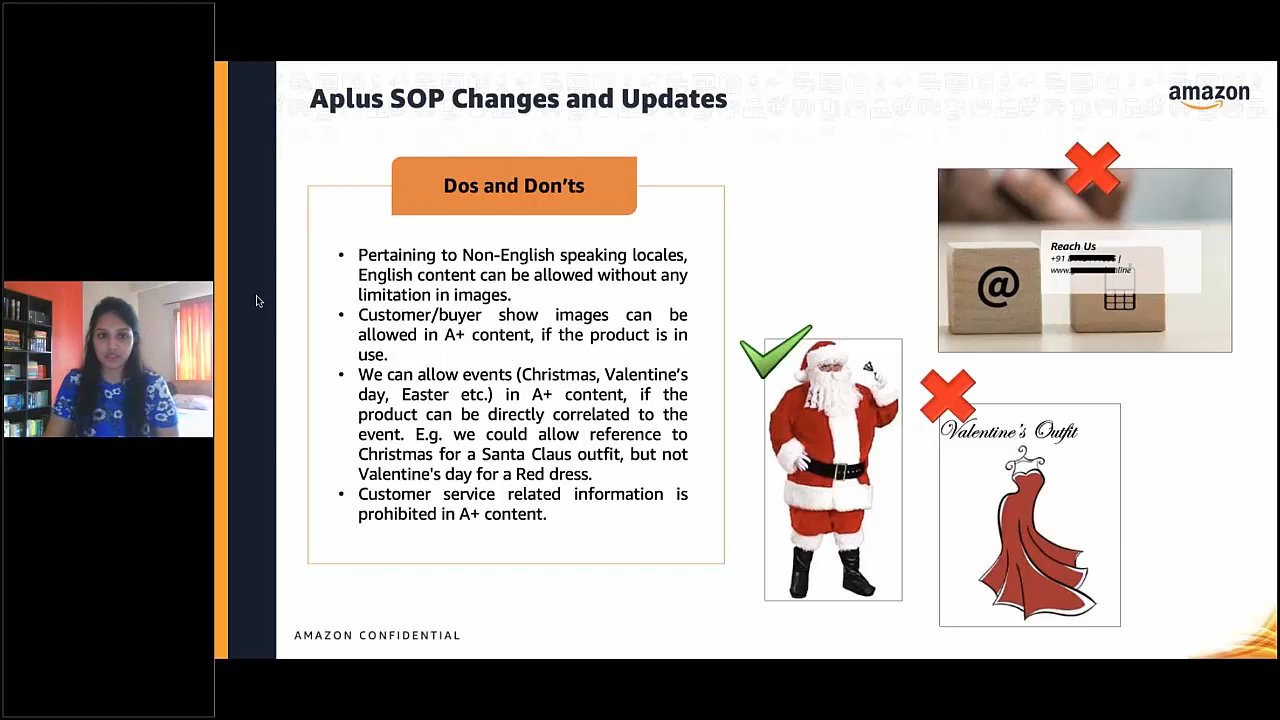 Aplus SOP Changes and Updates
amazon
Dos and Don'ts
• Pertaining to Non-English speaking locales,
English content can be allowed without any
limitation in images.
• Customer/buyer show images can be
allowed in A+ content, if the product is in
use.
• We can allow events (Christmas, Valentine's
day, Easter etc.) in A+ content, if the
product can be directly correlated to the
event. E.g. we could allow reference to
Christmas for a Santa Claus outfit, but not
Valentine's day for a Red dress.
• Customer service related information is
prohibited in A+ content.
Reach Us
+91
www.
@
Valentine's Outfit
AMAZON CONFIDENTIAL